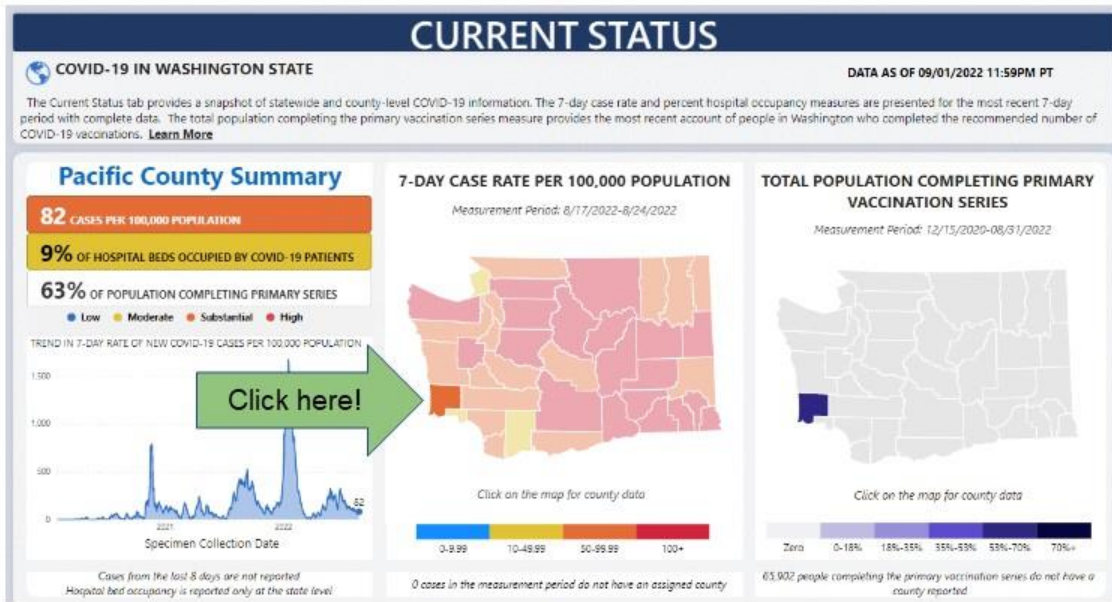 CURRENT STATUS
COVID-19 IN WASHINGTON STATE
DATA AS OF 09/01/2022 11:59PM PT
The Current Status tab provides a snapshot of statewide and county-level COVID-19 information. The 7-day case rate and percent hospital occupancy measures are presented for the most recent 7-day
period with complete data. The total population completing the primary vaccination series measure provides the most recent account of people in Washington who completed the recommended number of
COVID-19 vaccinations. Learn More
Pacific County Summary
82 CASES PER 100,000 POPULATION
9% OF HOSPITAL BEDS OCCUPIED BY COVID-19 PATIENTS
63% OF POPULATION COMPLETING PRIMARY SERIES
Low Moderate Substantial High
TREND IN 7-DAY RATE OF NEW COVID-19 CASES PER 100,000 POPULATION
1,500
1,000
500
0
82
2021 2022
Specimen Collection Date
Cases from the last 8 days are not reported
Hospital bed occupancy is reported only at the state level
Click here!
7-DAY CASE RATE PER 100,000 POPULATION
Measurement Period: 8/17/2022-8/24/2022
Click on the map for county data
0-9.99 10-49.99 50-99.99 100+
0 cases in the measurement period do not have an assigned county
TOTAL POPULATION COMPLETING PRIMARY
VACCINATION SERIES
Measurement Period: 12/15/2020-08/31/2022
Click on the map for county data
Zero 0-18% 18%-35% 35%-53% 53%-70% 70%+
65,902 people completing the primary vaccination series do not have a
county reported